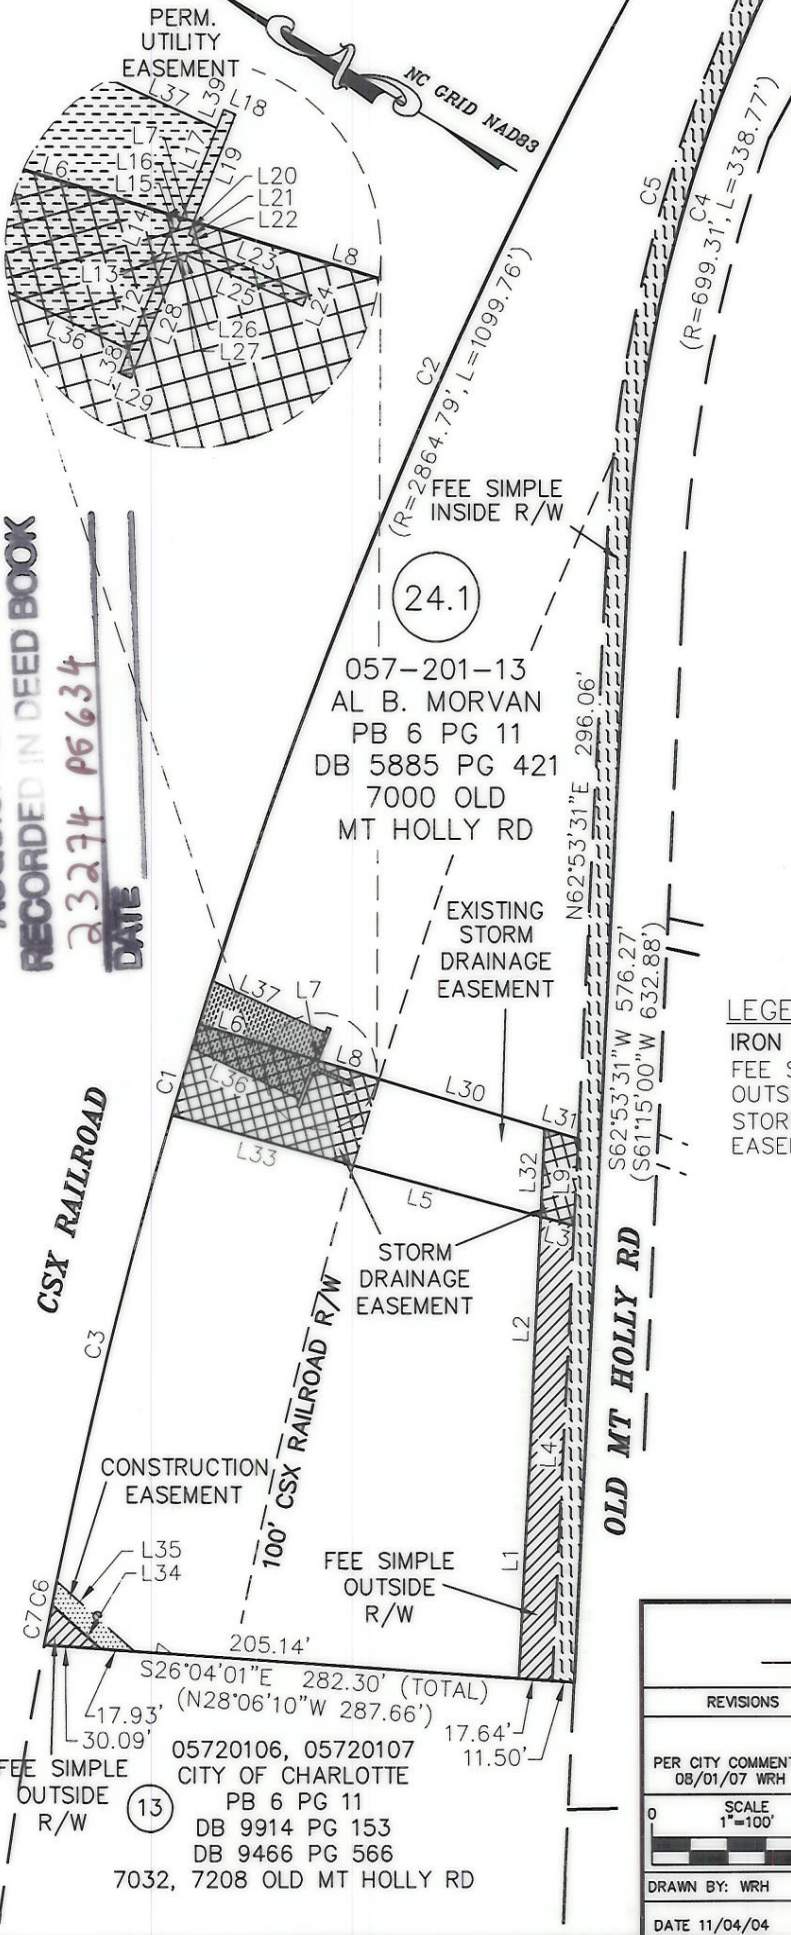 PERM.
UTILITY
EASEMENT
NC GRID NAD83
L37
L39
L18
L7
L17
L19
L16
L6
L15
L20
L21
L22
L14
L23
L8
L13
L12
L25
L24
L28
L36
L26
L27
L38
L29
C5
C4
(R=699.31', L=338.77')
C2
(R=2864.79', L=1099.76')
FEE SIMPLE
INSIDE R/W
24.1
057-201-13
AL B. MORVAN
PB 6 PG 11
DB 5885 PG 421
7000 OLD
MT HOLLY RD
RECORDED IN DEED BOOK
23274 PG 634
DATE
N62°53'31"E 296.06'
EXISTING
STORM
DRAINAGE
EASEMENT
S62°53'31"W 576.27'
(S61°15'00"W 632.88')
L37
L7
L6
L8
L36
L30
L31
C1
L33
L32
L9
L5
L3
LEGE
IRON
FEE S
OUTS
STOR
EASE
CSX RAILROAD
STORM
DRAINAGE
EASEMENT
C3
L2
OLD MT HOLLY RD
100' CSX RAILROAD R/W
L4
CONSTRUCTION
EASEMENT
L35
L34
L1
FEE SIMPLE
OUTSIDE
R/W
C6
C7
205.14'
S26°04'01"E 282.30' (TOTAL)
(N28°06'10"W 287.66')
17.93'
30.09'
17.64'
11.50'
FEE SIMPLE
OUTSIDE
R/W
13
05720106, 05720107
CITY OF CHARLOTTE
PB 6 PG 11
DB 9914 PG 153
DB 9466 PG 566
7032, 7208 OLD MT HOLLY RD
REVISIONS
PER CITY COMMENT
08/01/07 WRH
0
SCALE
1"=100'
DRAWN BY: WRH
DATE 11/04/04